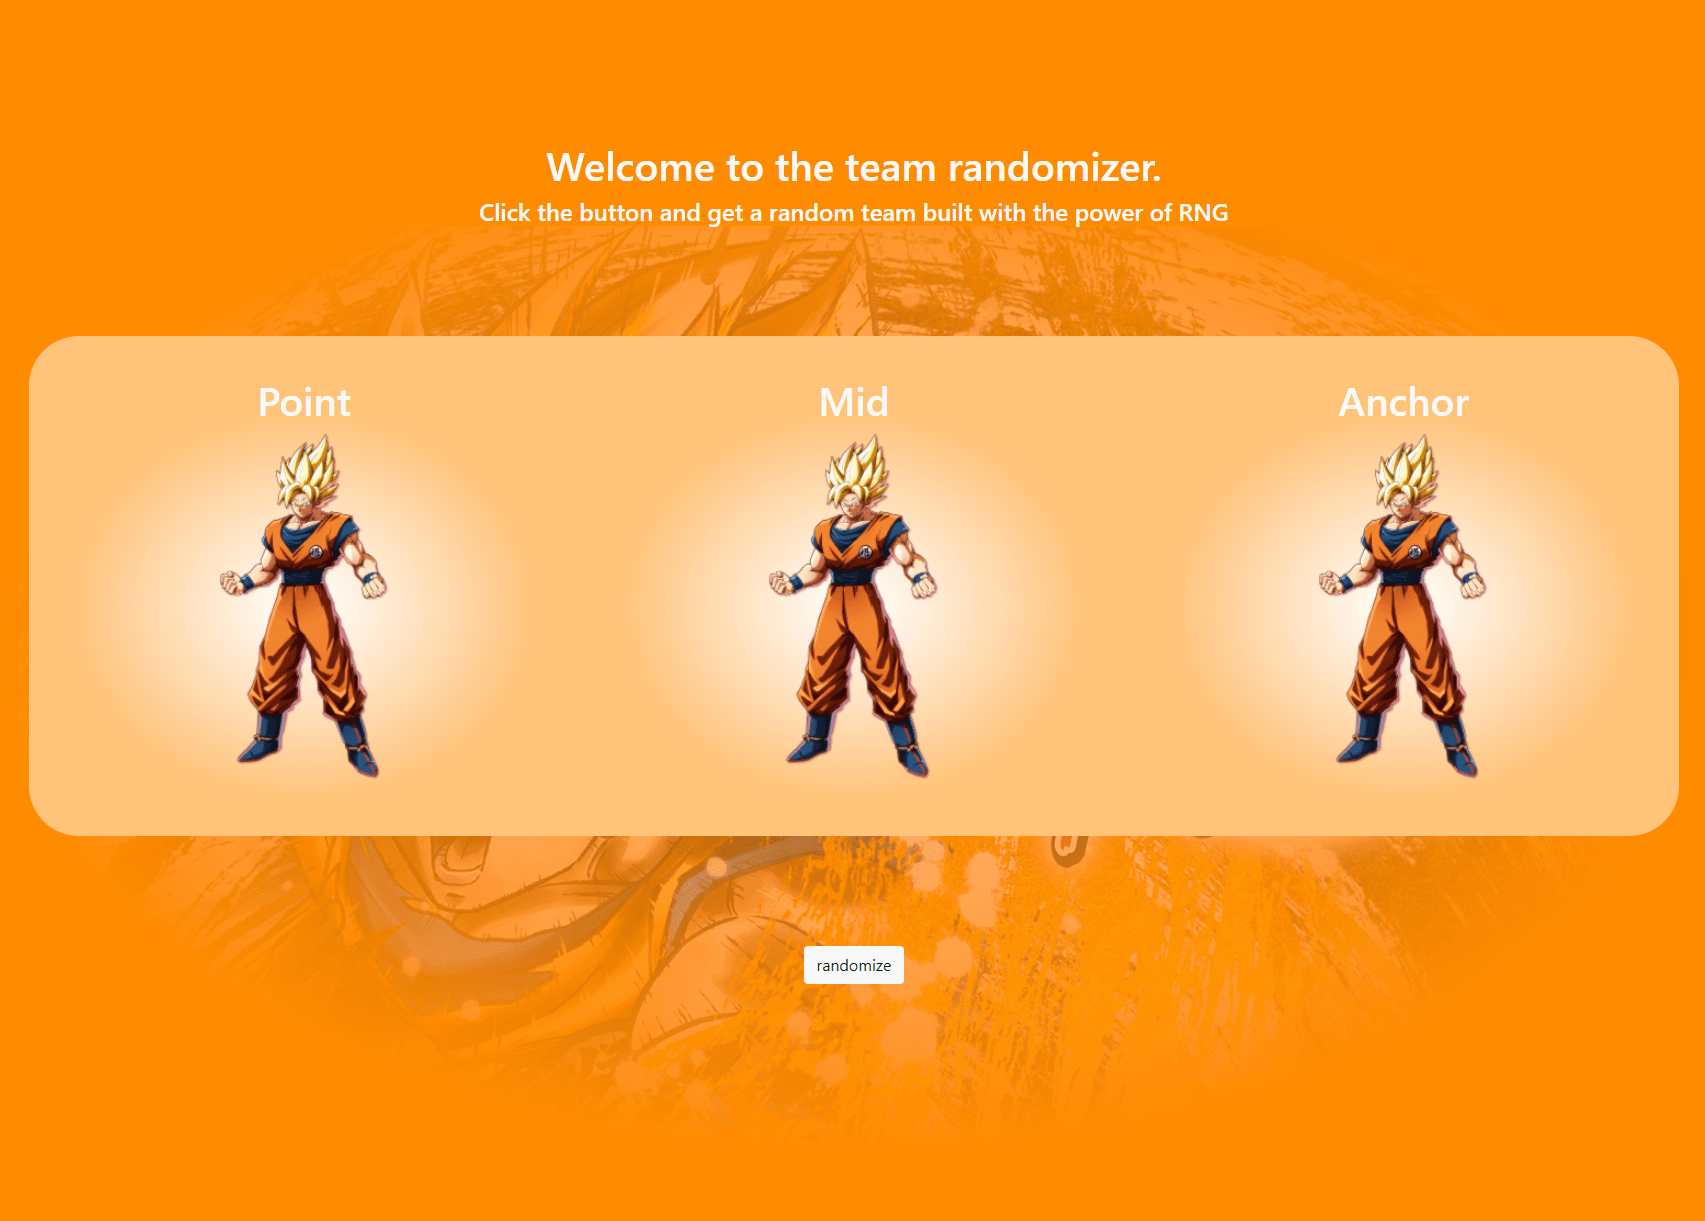 Welcome to the team randomizer.
Click the button and get a random team built with the power of RNG
Point
Mid
Anchor
randomize